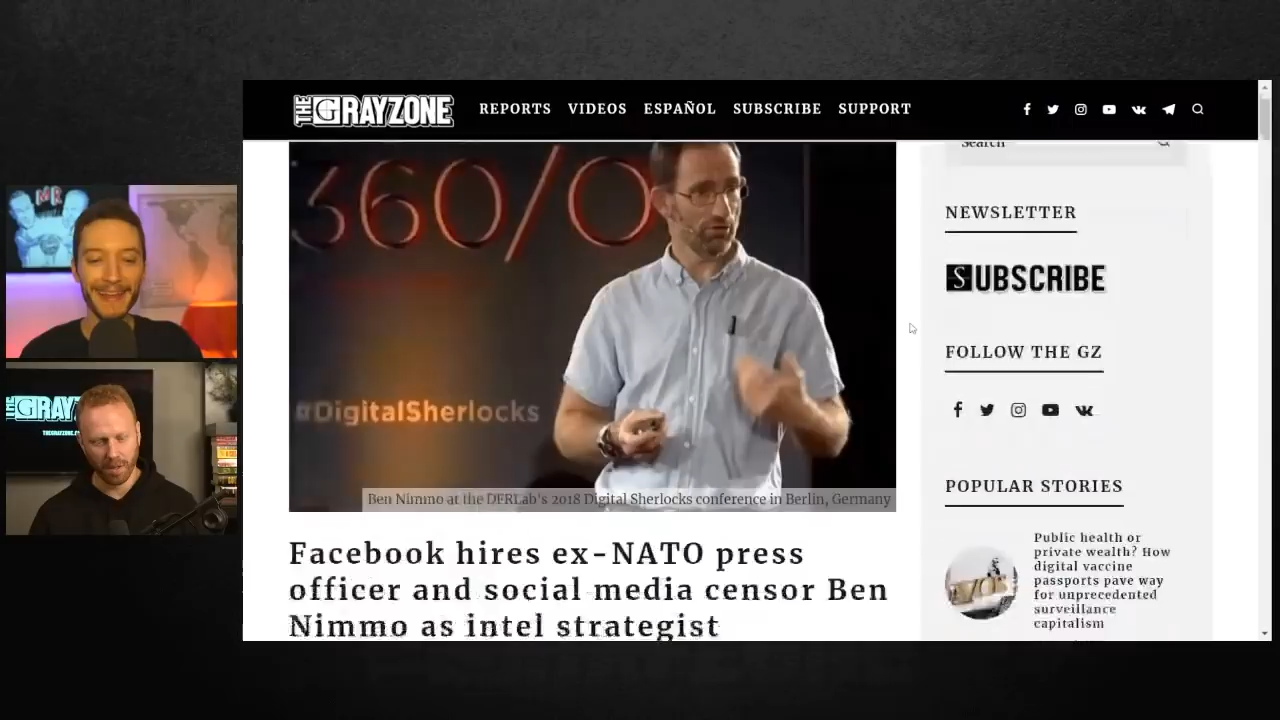 THE GRAYZONE
REPORTS VIDEOS ESPAÑOL SUBSCRIBE SUPPORT
Search
360/O
#DigitalSherlocks
Ben Nimmo at the DFRLab's 2018 Digital Sherlocks conference in Berlin, Germany
Facebook hires ex-NATO press
officer and social media censor Ben
Nimmo as intel strategist
NEWSLETTER
SUBSCRIBE
FOLLOW THE GZ
POPULAR STORIES
Public health or
private wealth? How
digital vaccine
passports pave way
for unprecedented
surveillance
capitalism
MR
GRAY